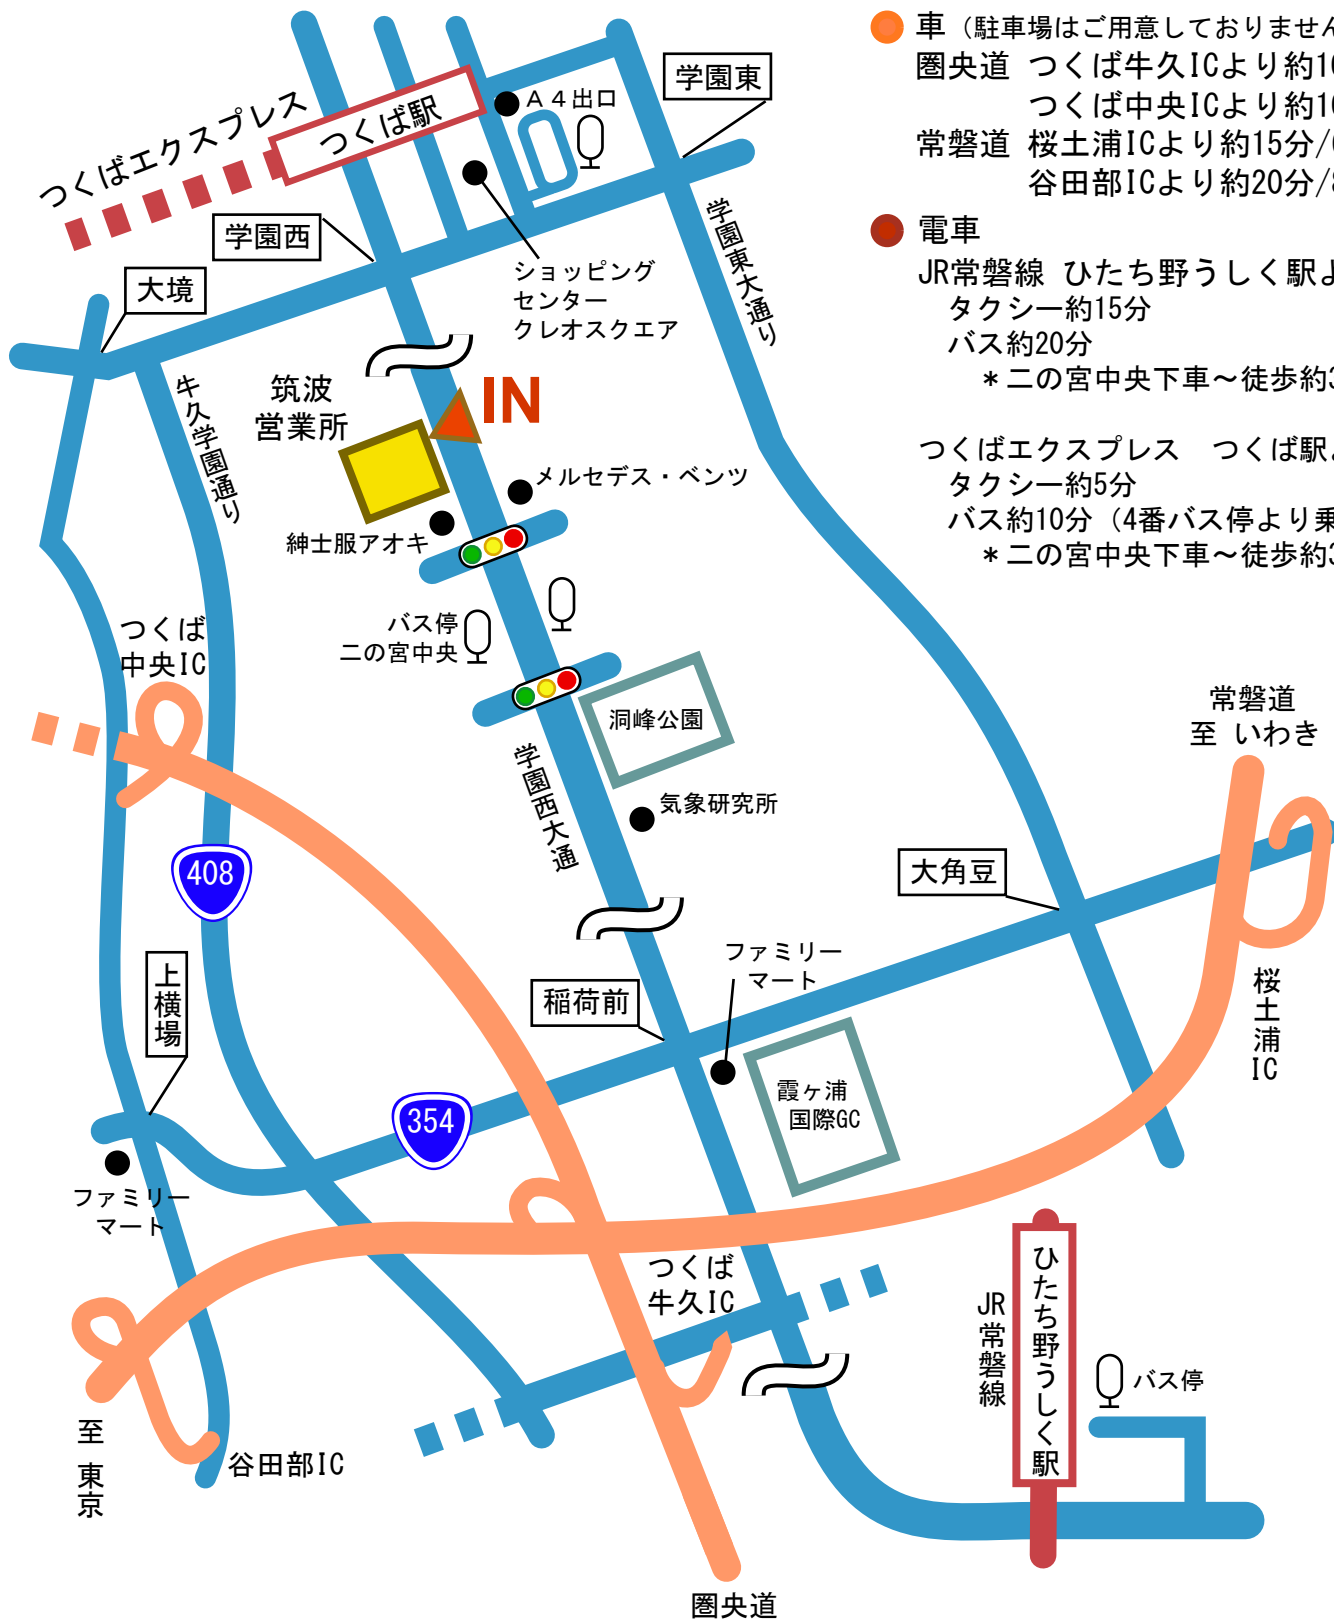 車（駐車場はご用意しておりません
圏央道 つくば牛久ICより約10
つくば中央ICより約10
常磐道 桜土浦ICより約15分/
谷田部ICより約20分/
電車
JR常磐線 ひたち野うしく駅よ
タクシー約15分
バス約20分
＊二の宮中央下車～徒歩約3
つくばエクスプレス　つくば駅よ
タクシー約5分
バス約10分（4番バス停より乗
＊二の宮中央下車～徒歩約3
つくばエクスプレス
つくば駅
A4出口
学園東
学園西
大境
ショッピング
センター
クレオスクエア
学園東大通り
牛久学園通り
筑波
営業所
IN
メルセデス・ベンツ
紳士服アオキ
バス停
二の宮中央
つくば
中央IC
洞峰公園
学園西大通
気象研究所
常磐道
至 いわき
408
大角豆
上横場
稲荷前
ファミリー
マート
桜土浦IC
霞ヶ浦
国際GC
354
ファミリー
マート
つくば
牛久IC
JR常磐線
ひたち野うしく駅
バス停
至 東京
谷田部IC
圏央道